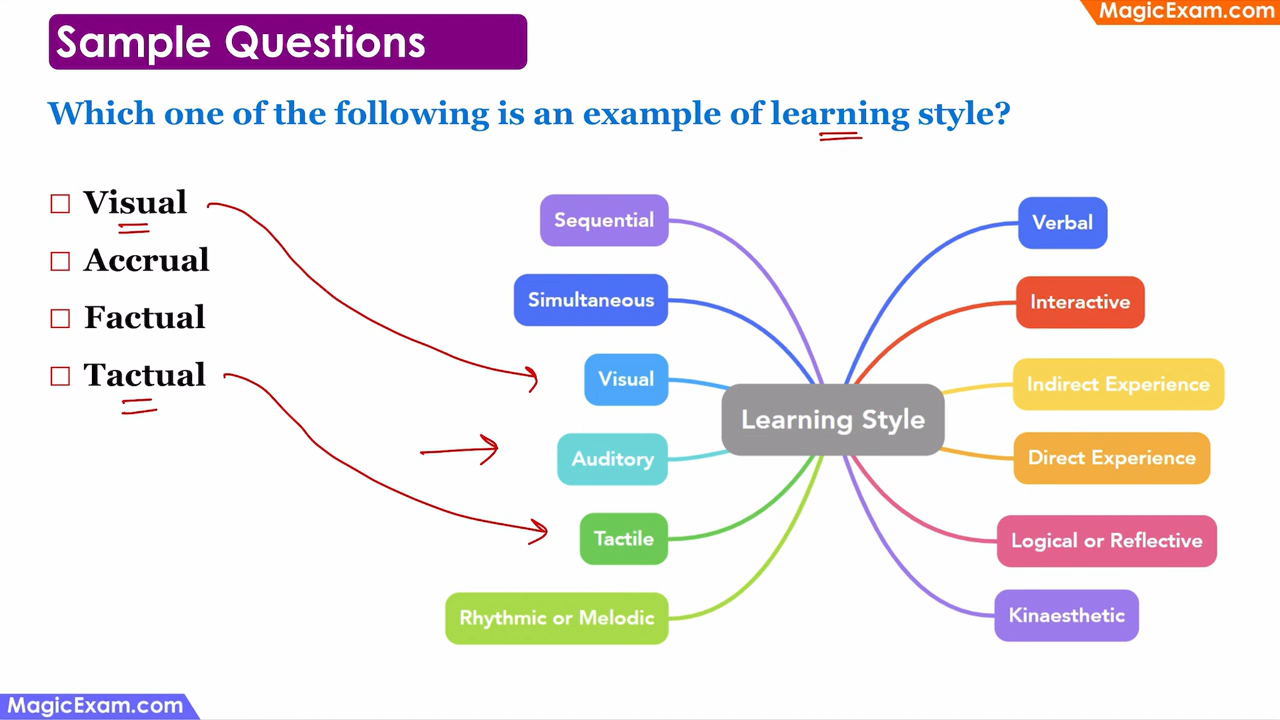 MagicExam.com
Sample Questions
Which one of the following is an example of learning style?
Visual
Accrual
Factual
Tactual
Sequential
Simultaneous
Visual
Auditory
Tactile
Rhythmic or Melodic
Learning Style
Verbal
Interactive
Indirect Experience
Direct Experience
Logical or Reflective
Kinaesthetic
MagicExam.com